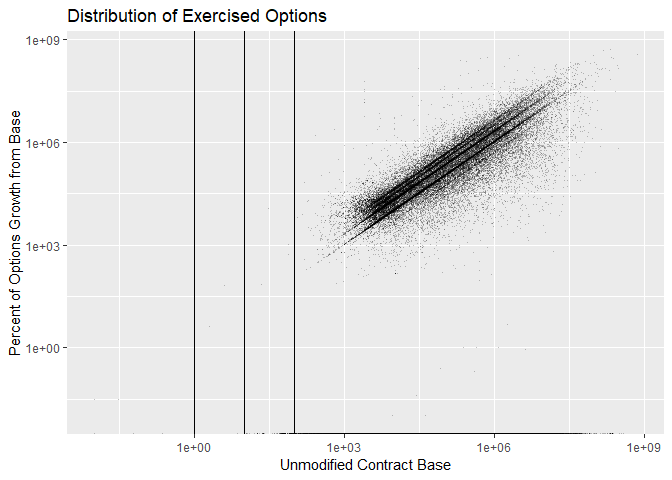 Distribution of Exercised Options
1e+09
1e+06
1e+03
1e+00
Percent of Options Growth from Base
1e+00 1e+03 1e+06 1e+09
Unmodified Contract Base